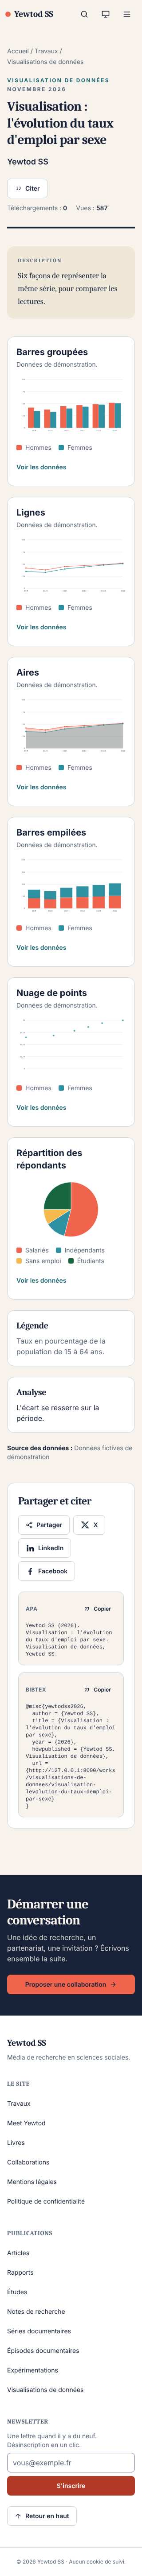 Yewtod SS
Accueil / Travaux /
Visualisations de données
VISUALISATION DE DONNÉES
NOVEMBRE 2026
Visualisation :
l'évolution du taux
d'emploi par sexe
Yewtod SS
Citer
Téléchargements : 0 Vues : 587
DESCRIPTION
Six façons de représenter la
même série, pour comparer les
lectures.
Barres groupées
Données de démonstration.
Hommes Femmes
Voir les données
Lignes
Données de démonstration.
Hommes Femmes
Voir les données
Aires
Données de démonstration.
Hommes Femmes
Voir les données
Barres empilées
Données de démonstration.
Hommes Femmes
Voir les données
Nuage de points
Données de démonstration.
Hommes Femmes
Voir les données
Répartition des
répondants
Salariés Indépendants
Sans emploi Étudiants
Voir les données
Légende
Taux en pourcentage de la
population de 15 à 64 ans.
Analyse
L'écart se resserre sur la
période.
Source des données : Données fictives de
démonstration
Partager et citer
Partager X
LinkedIn
Facebook
APA Copier
Yewtod SS (2026).
Visualisation : l'évolution
du taux d'emploi par sexe.
Visualisation de données,
Yewtod SS.
BIBTEX Copier
@misc{yewtodss2026,
author = {Yewtod SS},
title = {Visualisation :
l'évolution du taux d'emploi
par sexe},
year = {2026},
howpublished = {Yewtod SS,
Visualisation de données},
url =
{http://127.0.0.1:8000/works
/visualisations-de-
donnees/visualisation-
levolution-du-taux-demploi-
par-sexe}
}
Démarrer une
conversation
Une idée de recherche, un
partenariat, une invitation ? Écrivons
ensemble la suite.
Proposer une collaboration →
Yewtod SS
Média de recherche en sciences sociales.
LE SITE
Travaux
Meet Yewtod
Livres
Collaborations
Mentions légales
Politique de confidentialité
PUBLICATIONS
Articles
Rapports
Études
Notes de recherche
Séries documentaires
Épisodes documentaires
Expérimentations
Visualisations de données
NEWSLETTER
Une lettre quand il y a du neuf.
Désinscription en un clic.
vous@exemple.fr
S'inscrire
↑ Retour en haut
© 2026 Yewtod SS · Aucun cookie de suivi.